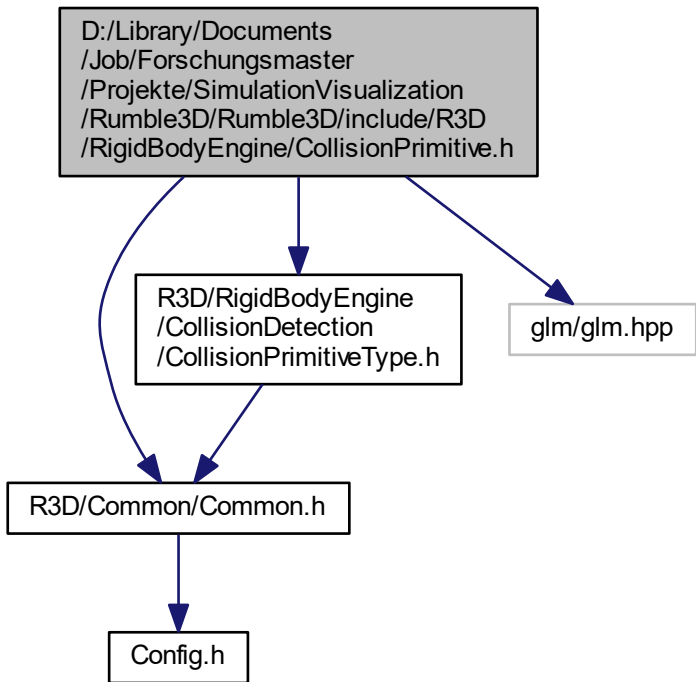 D:/Library/Documents
/Job/Forschungsmaster
/Projekte/SimulationVisualization
/Rumble3D/Rumble3D/include/R3D
/RigidBodyEngine/CollisionPrimitive.h
R3D/RigidBodyEngine
/CollisionDetection
/CollisionPrimitiveType.h
glm/glm.hpp
R3D/Common/Common.h
Config.h